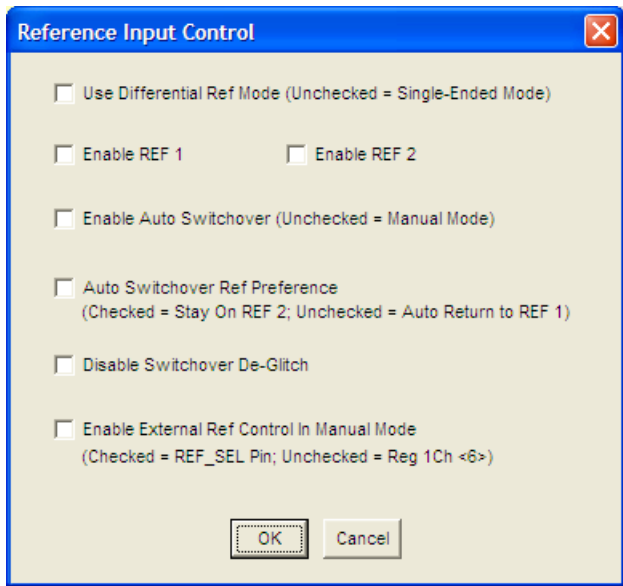 Reference Input Control
Use Differential Ref Mode (Unchecked = Single-Ended Mode)
Enable REF 1
Enable REF 2
Enable Auto Switchover (Unchecked = Manual Mode)
Auto Switchover Ref Preference
(Checked = Stay On REF 2; Unchecked = Auto Return to REF 1)
Disable Switchover De-Glitch
Enable External Ref Control In Manual Mode
(Checked = REF_SEL Pin; Unchecked = Reg 1Ch <6>)
OK
Cancel